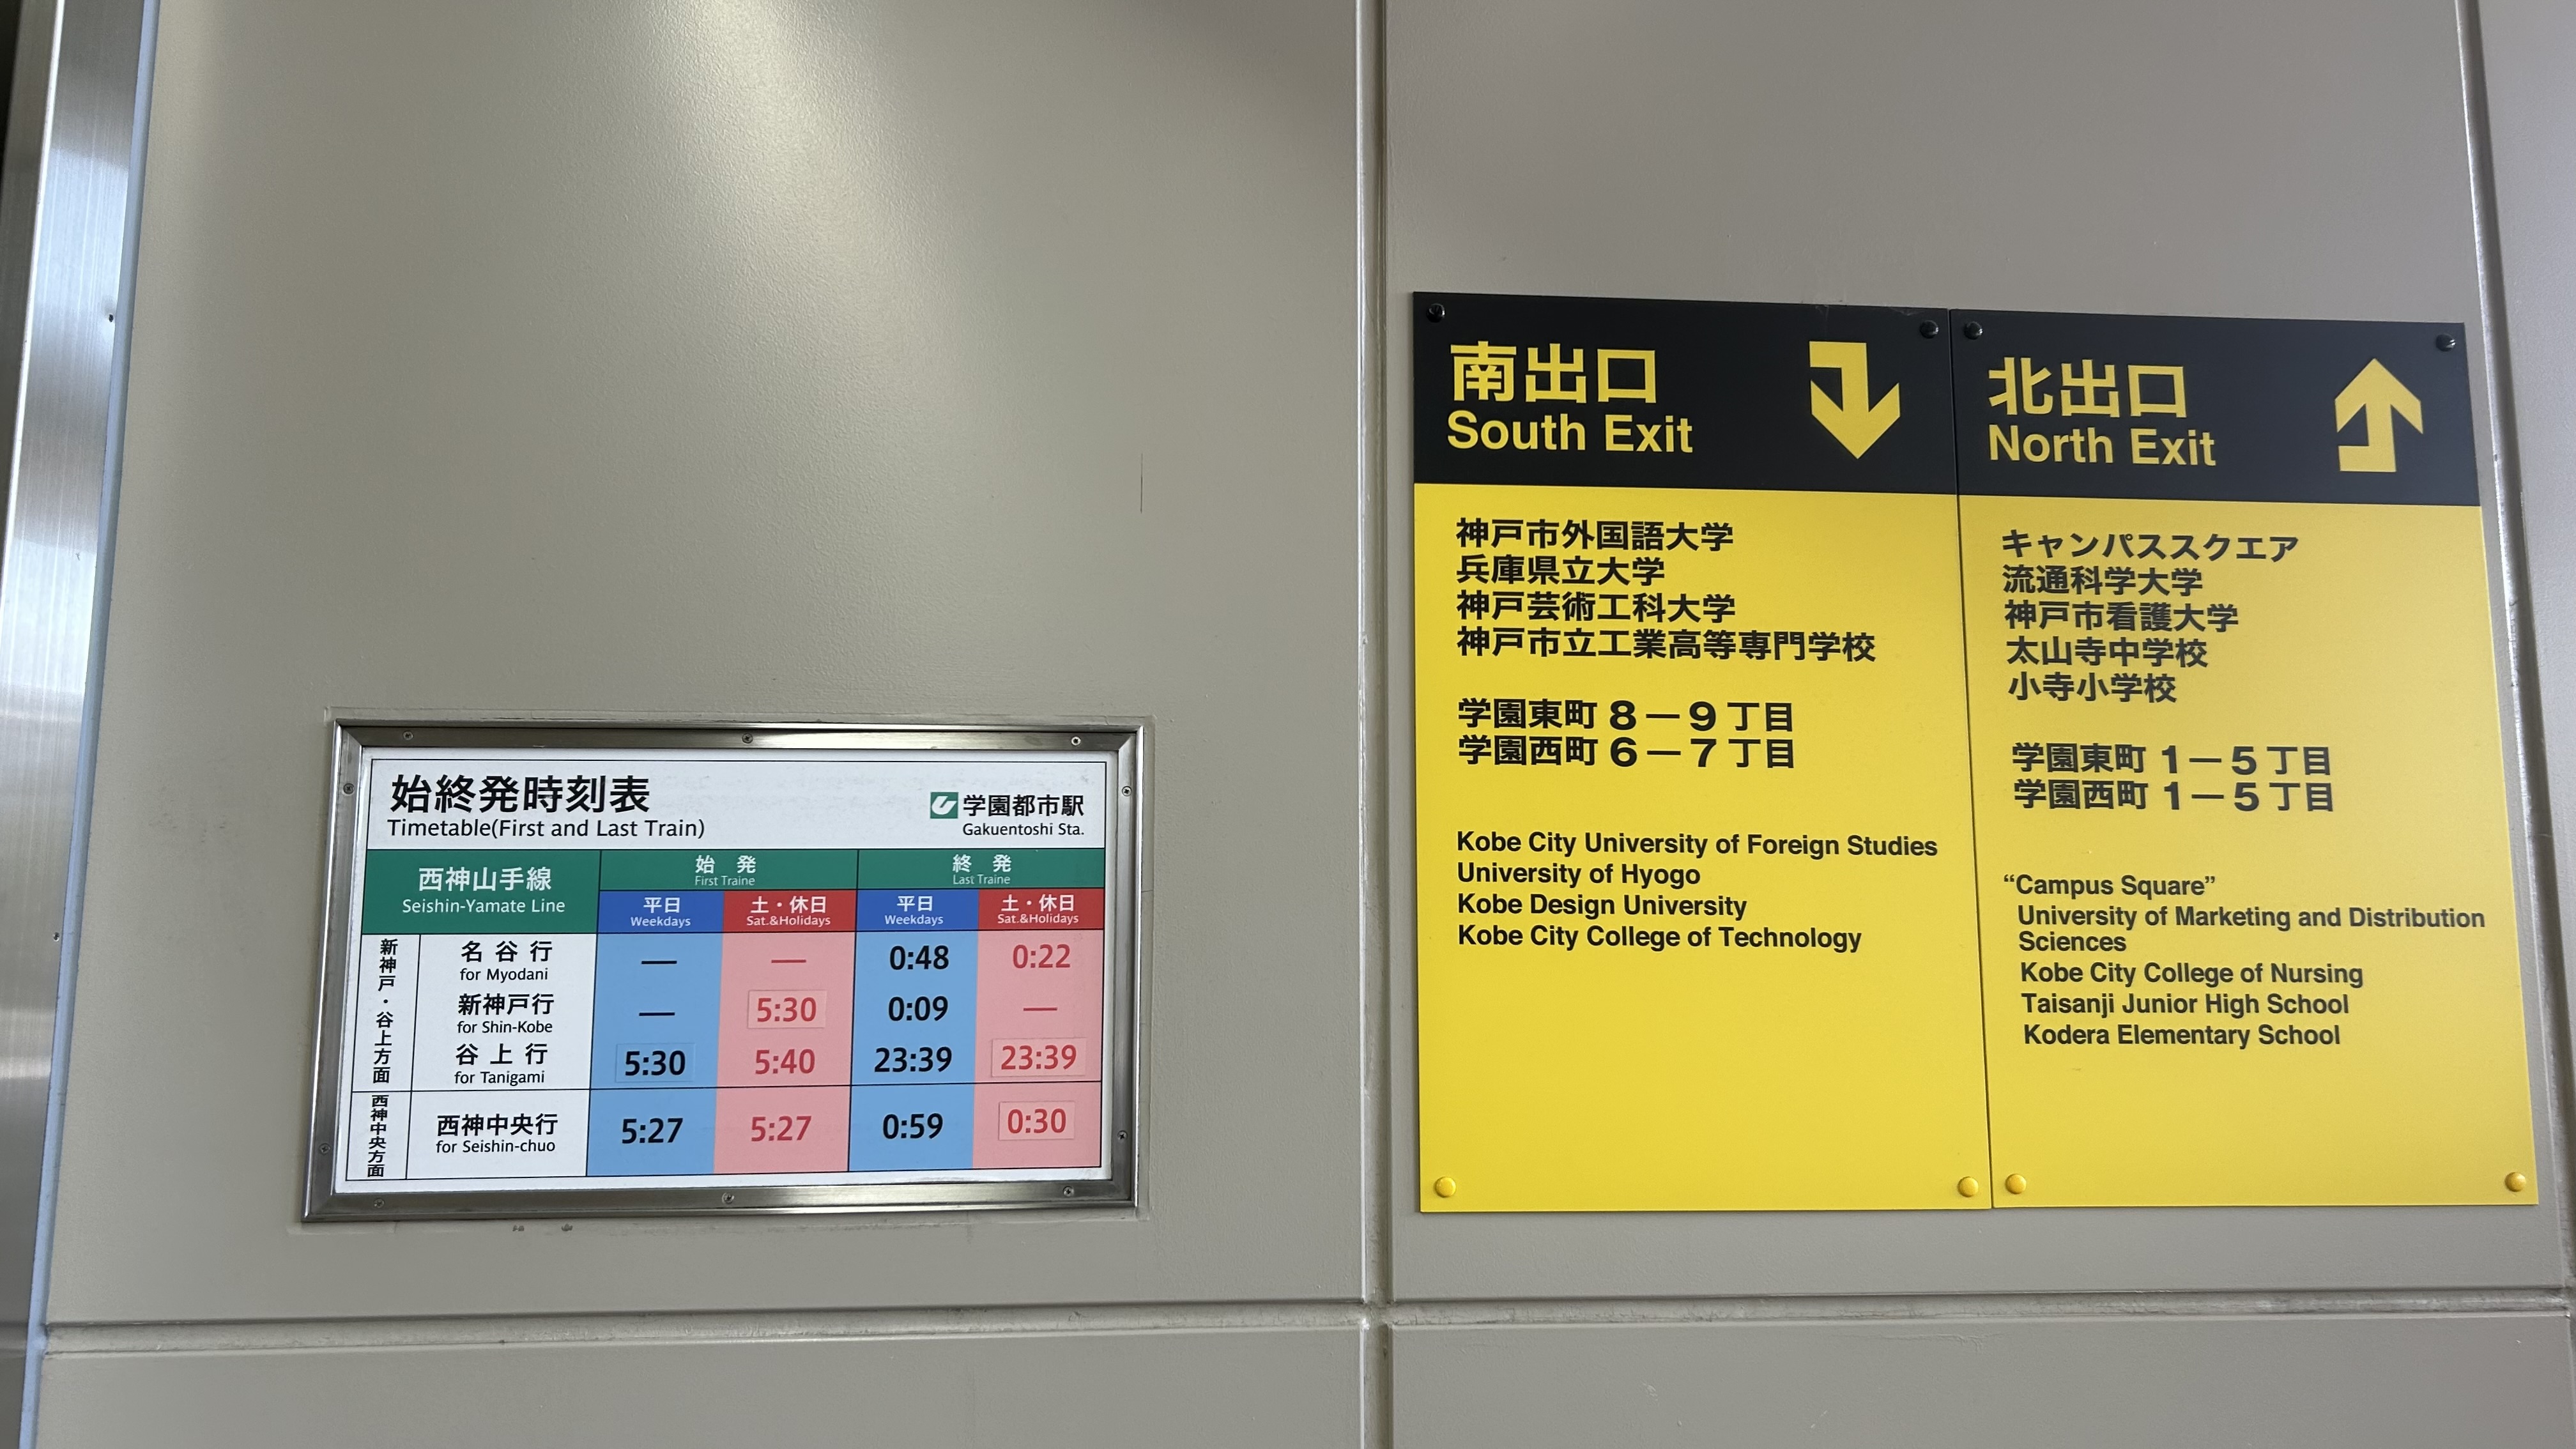 始終発時刻表
Timetable(First and Last Train)
学園都市駅
Gakuentoshi Sta.
西神山手線
Seishin-Yamate Line
始 発
First Traine
終 発
Last Traine
平日
Weekdays
土・休日
Sat.&Holidays
平日
Weekdays
土・休日
Sat.&Holidays
新神戸・谷上方面
名谷行
for Myodani
— — 0:48 0:22
新神戸行
for Shin-Kobe
— 5:30 0:09 —
谷上行
for Tanigami
5:30 5:40 23:39 23:39
西神中央方面
西神中央行
for Seishin-chuo
5:27 5:27 0:59 0:30
南出口
South Exit
神戸市外国語大学
兵庫県立大学
神戸芸術工科大学
神戸市立工業高等専門学校
学園東町 8－9 丁目
学園西町 6－7 丁目
Kobe City University of Foreign Studies
University of Hyogo
Kobe Design University
Kobe City College of Technology
北出口
North Exit
キャンパススクエア
流通科学大学
神戸市看護大学
太山寺中学校
小寺小学校
学園東町 1－5 丁目
学園西町 1－5 丁目
“Campus Square”
University of Marketing and Distribution
Sciences
Kobe City College of Nursing
Taisanji Junior High School
Kodera Elementary School